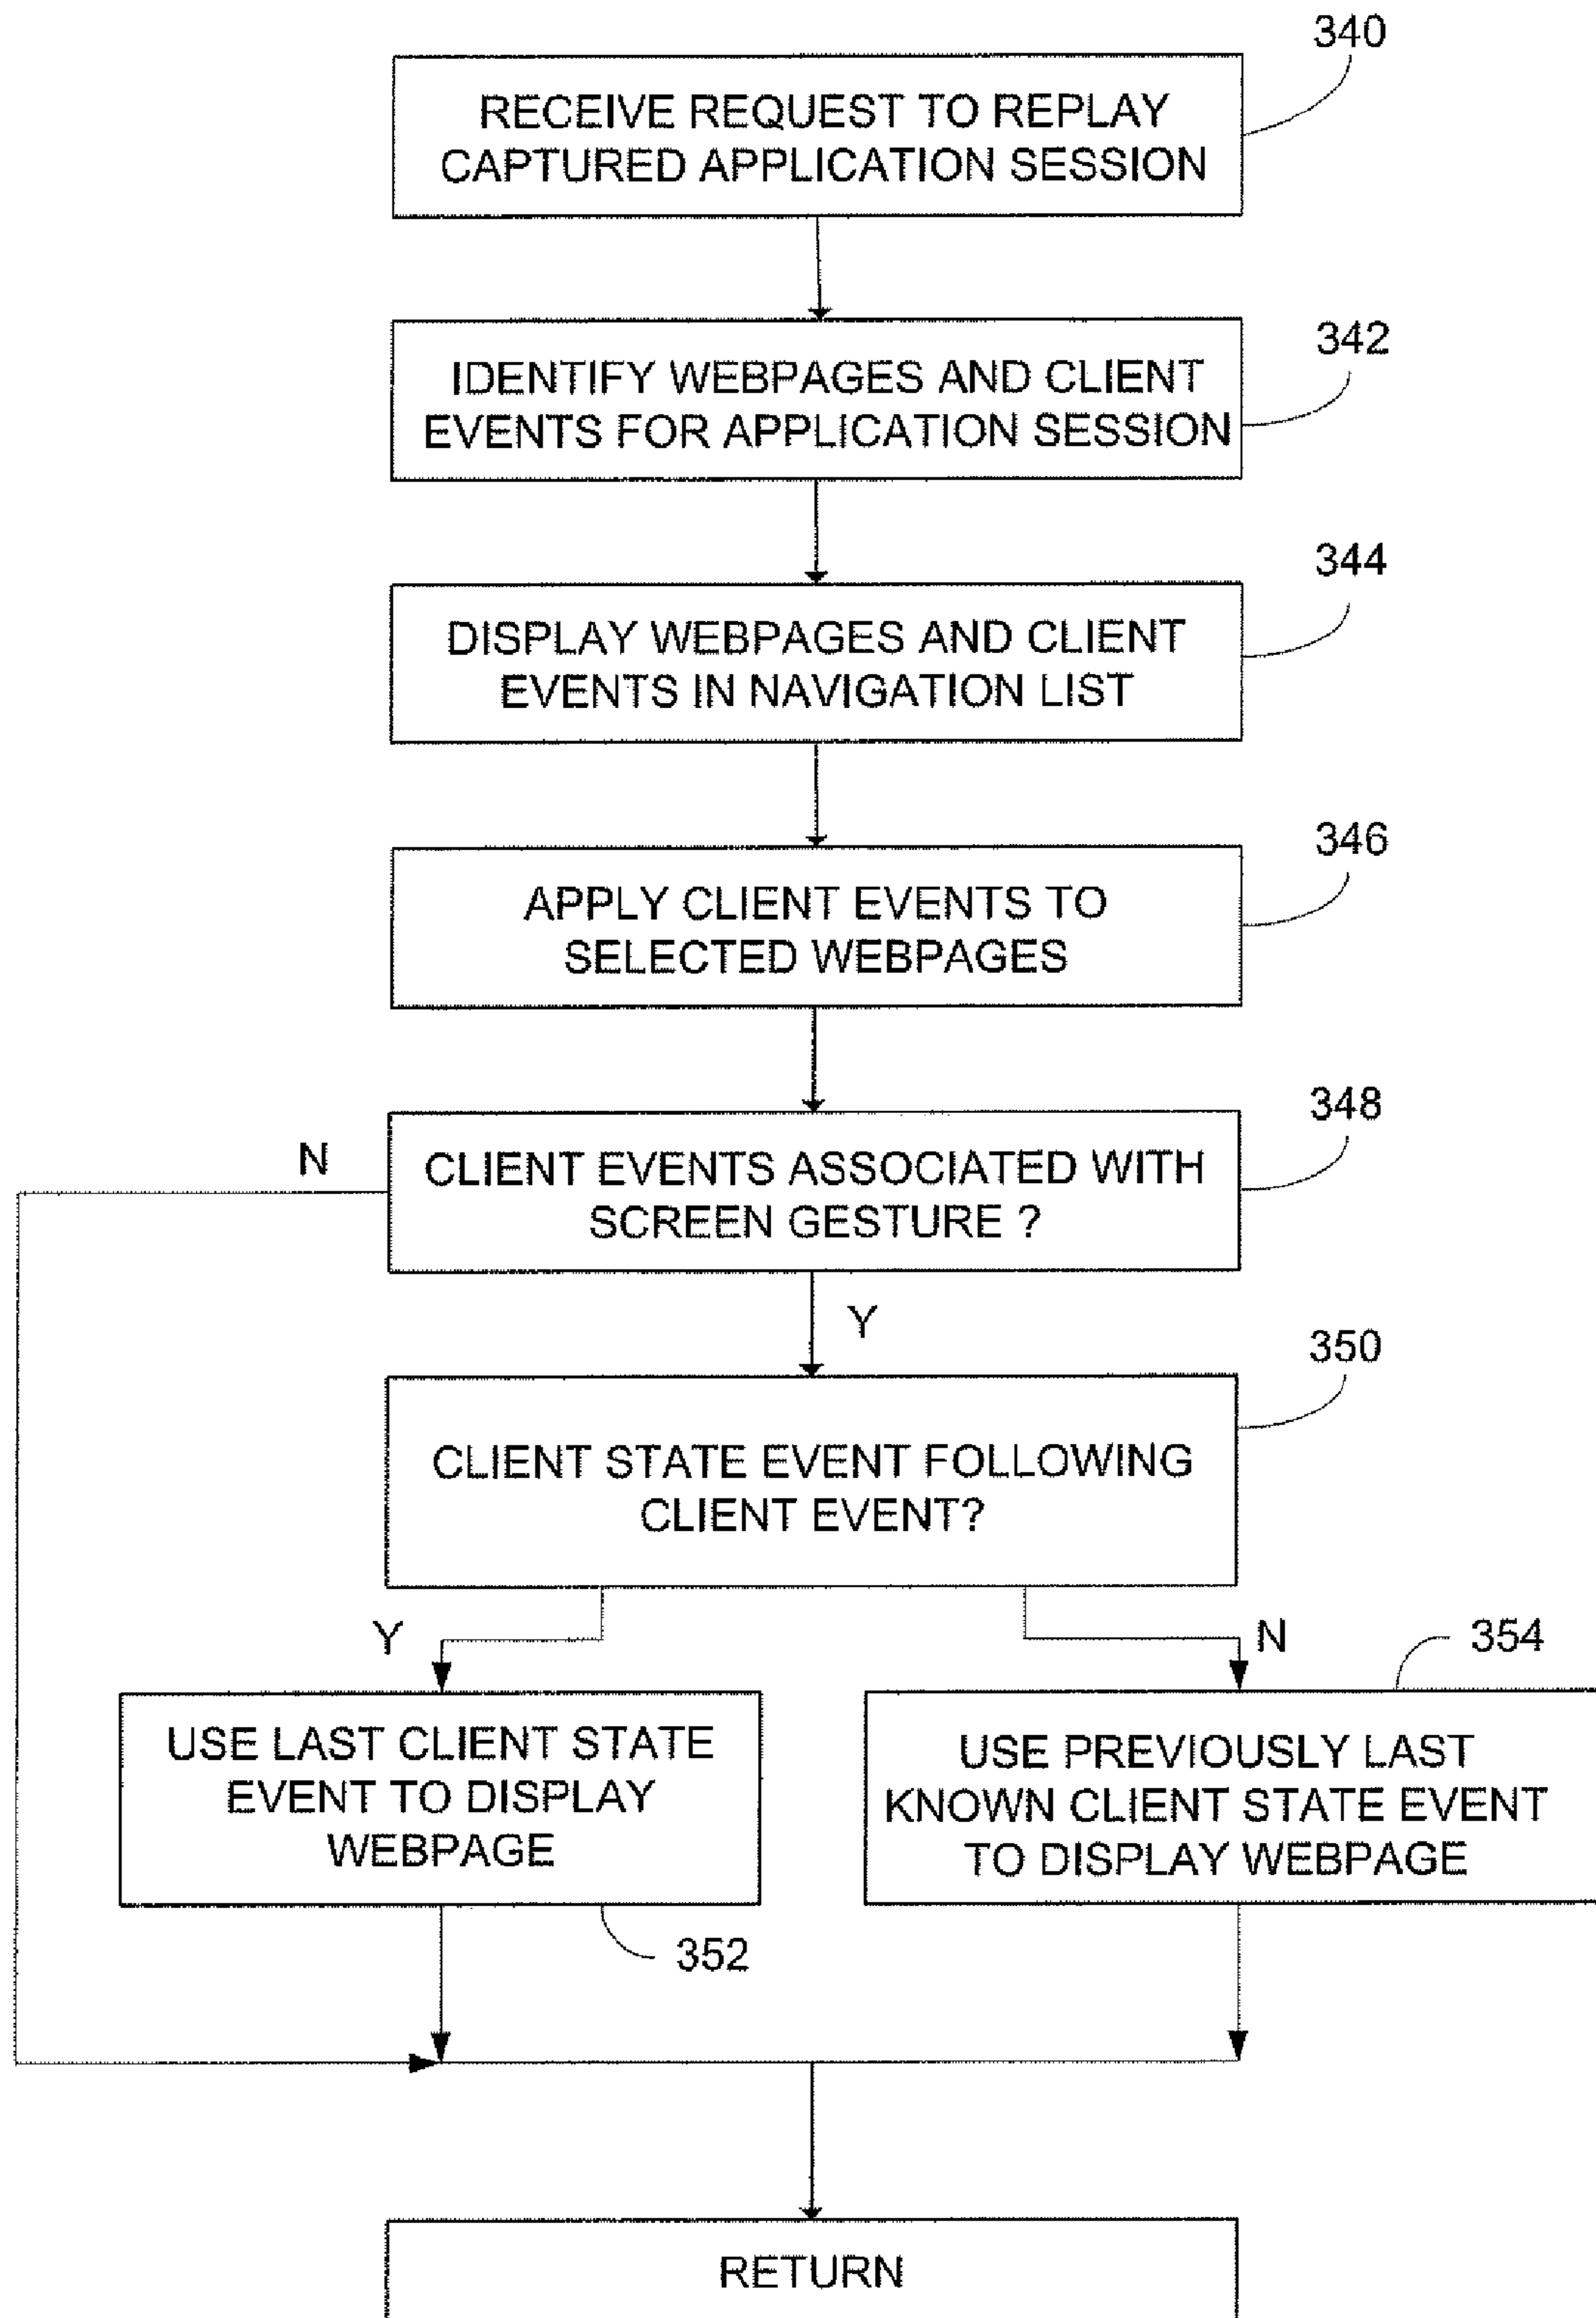 340
RECEIVE REQUEST TO REPLAY
CAPTURED APPLICATION SESSION
342
IDENTIFY WEBPAGES AND CLIENT
EVENTS FOR APPLICATION SESSION
344
DISPLAY WEBPAGES AND CLIENT
EVENTS IN NAVIGATION LIST
346
APPLY CLIENT EVENTS TO
SELECTED WEBPAGES
348
N
CLIENT EVENTS ASSOCIATED WITH
SCREEN GESTURE ?
Y
350
CLIENT STATE EVENT FOLLOWING
CLIENT EVENT?
Y
N
354
USE LAST CLIENT STATE
EVENT TO DISPLAY
WEBPAGE
352
USE PREVIOUSLY LAST
KNOWN CLIENT STATE EVENT
TO DISPLAY WEBPAGE
RETURN